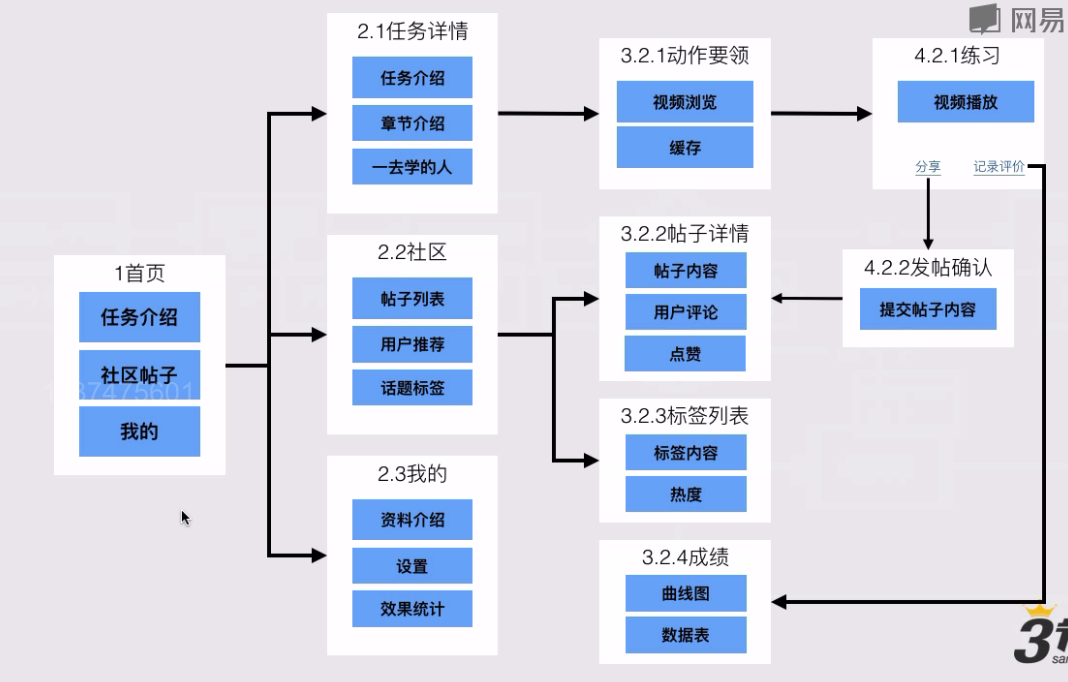 网易
1首页
任务介绍
社区帖子
我的
2.1任务详情
任务介绍
章节介绍
一去学的人
2.2社区
帖子列表
用户推荐
话题标签
2.3我的
资料介绍
设置
效果统计
3.2.1动作要领
视频浏览
缓存
3.2.2帖子详情
帖子内容
用户评论
点赞
3.2.3标签列表
标签内容
热度
3.2.4成绩
曲线图
数据表
4.2.1练习
视频播放
分享 记录评价
4.2.2发帖确认
提交帖子内容